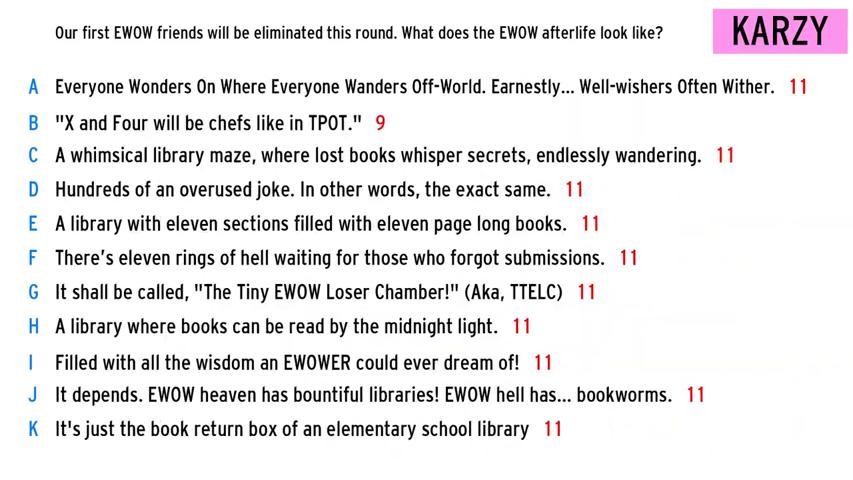 Our first EWOW friends will be eliminated this round. What does the EWOW afterlife look like?
KARZY
A Everyone Wonders On Where Everyone Wanders Off-World. Earnestly... Well-wishers Often Wither. 11
B "X and Four will be chefs like in TPOT." 9
C A whimsical library maze, where lost books whisper secrets, endlessly wandering. 11
D Hundreds of an overused joke. In other words, the exact same. 11
E A library with eleven sections filled with eleven page long books. 11
F There's eleven rings of hell waiting for those who forgot submissions. 11
G It shall be called, "The Tiny EWOW Loser Chamber!" (Aka, TTELC) 11
H A library where books can be read by the midnight light. 11
I Filled with all the wisdom an EWOWER could ever dream of! 11
J It depends. EWOW heaven has bountiful libraries! EWOW hell has... bookworms. 11
K It's just the book return box of an elementary school library 11